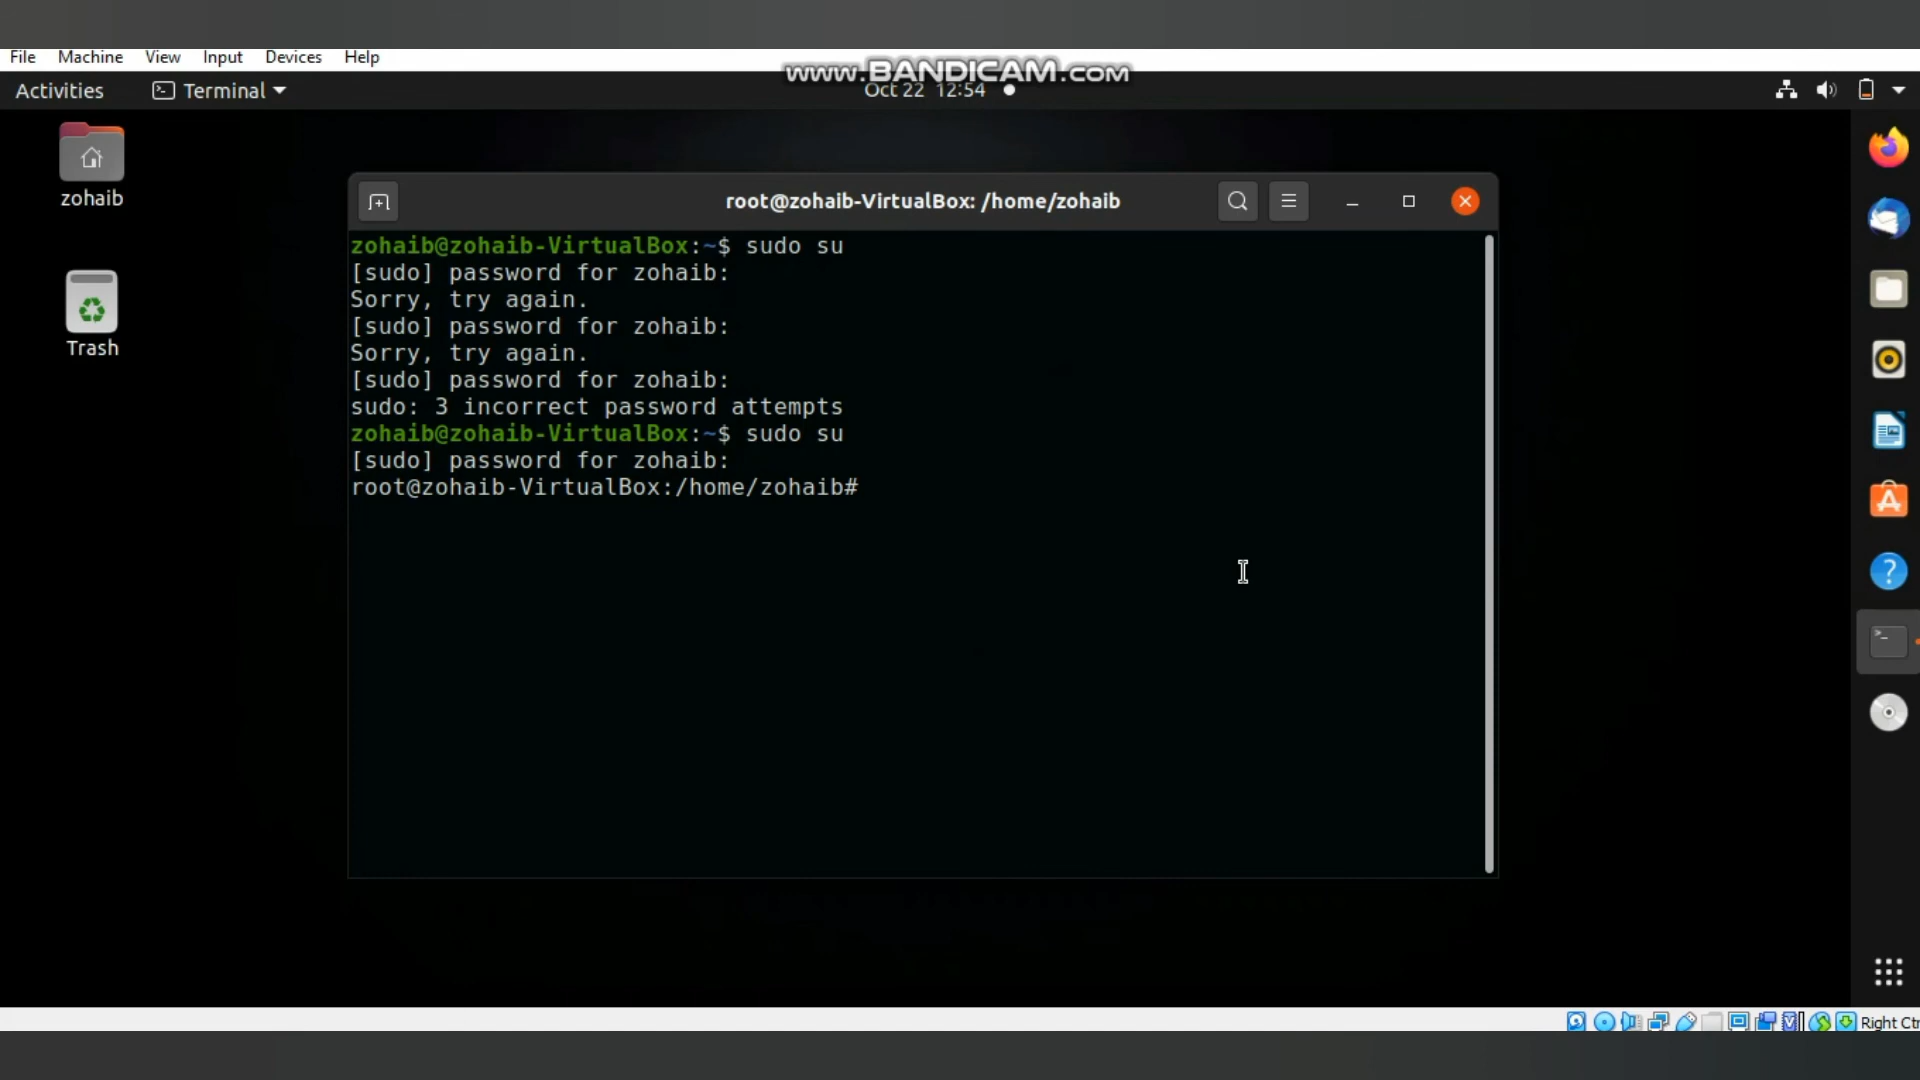 File Machine View Input Devices Help
www.BANDICAM.com
Activities Terminal Oct 22 12:54
zohaib
Trash
root@zohaib-VirtualBox: /home/zohaib
zohaib@zohaib-VirtualBox:~$ sudo su
[sudo] password for zohaib:
Sorry, try again.
[sudo] password for zohaib:
Sorry, try again.
[sudo] password for zohaib:
sudo: 3 incorrect password attempts
zohaib@zohaib-VirtualBox:~$ sudo su
[sudo] password for zohaib:
root@zohaib-VirtualBox:/home/zohaib#
Right Ct